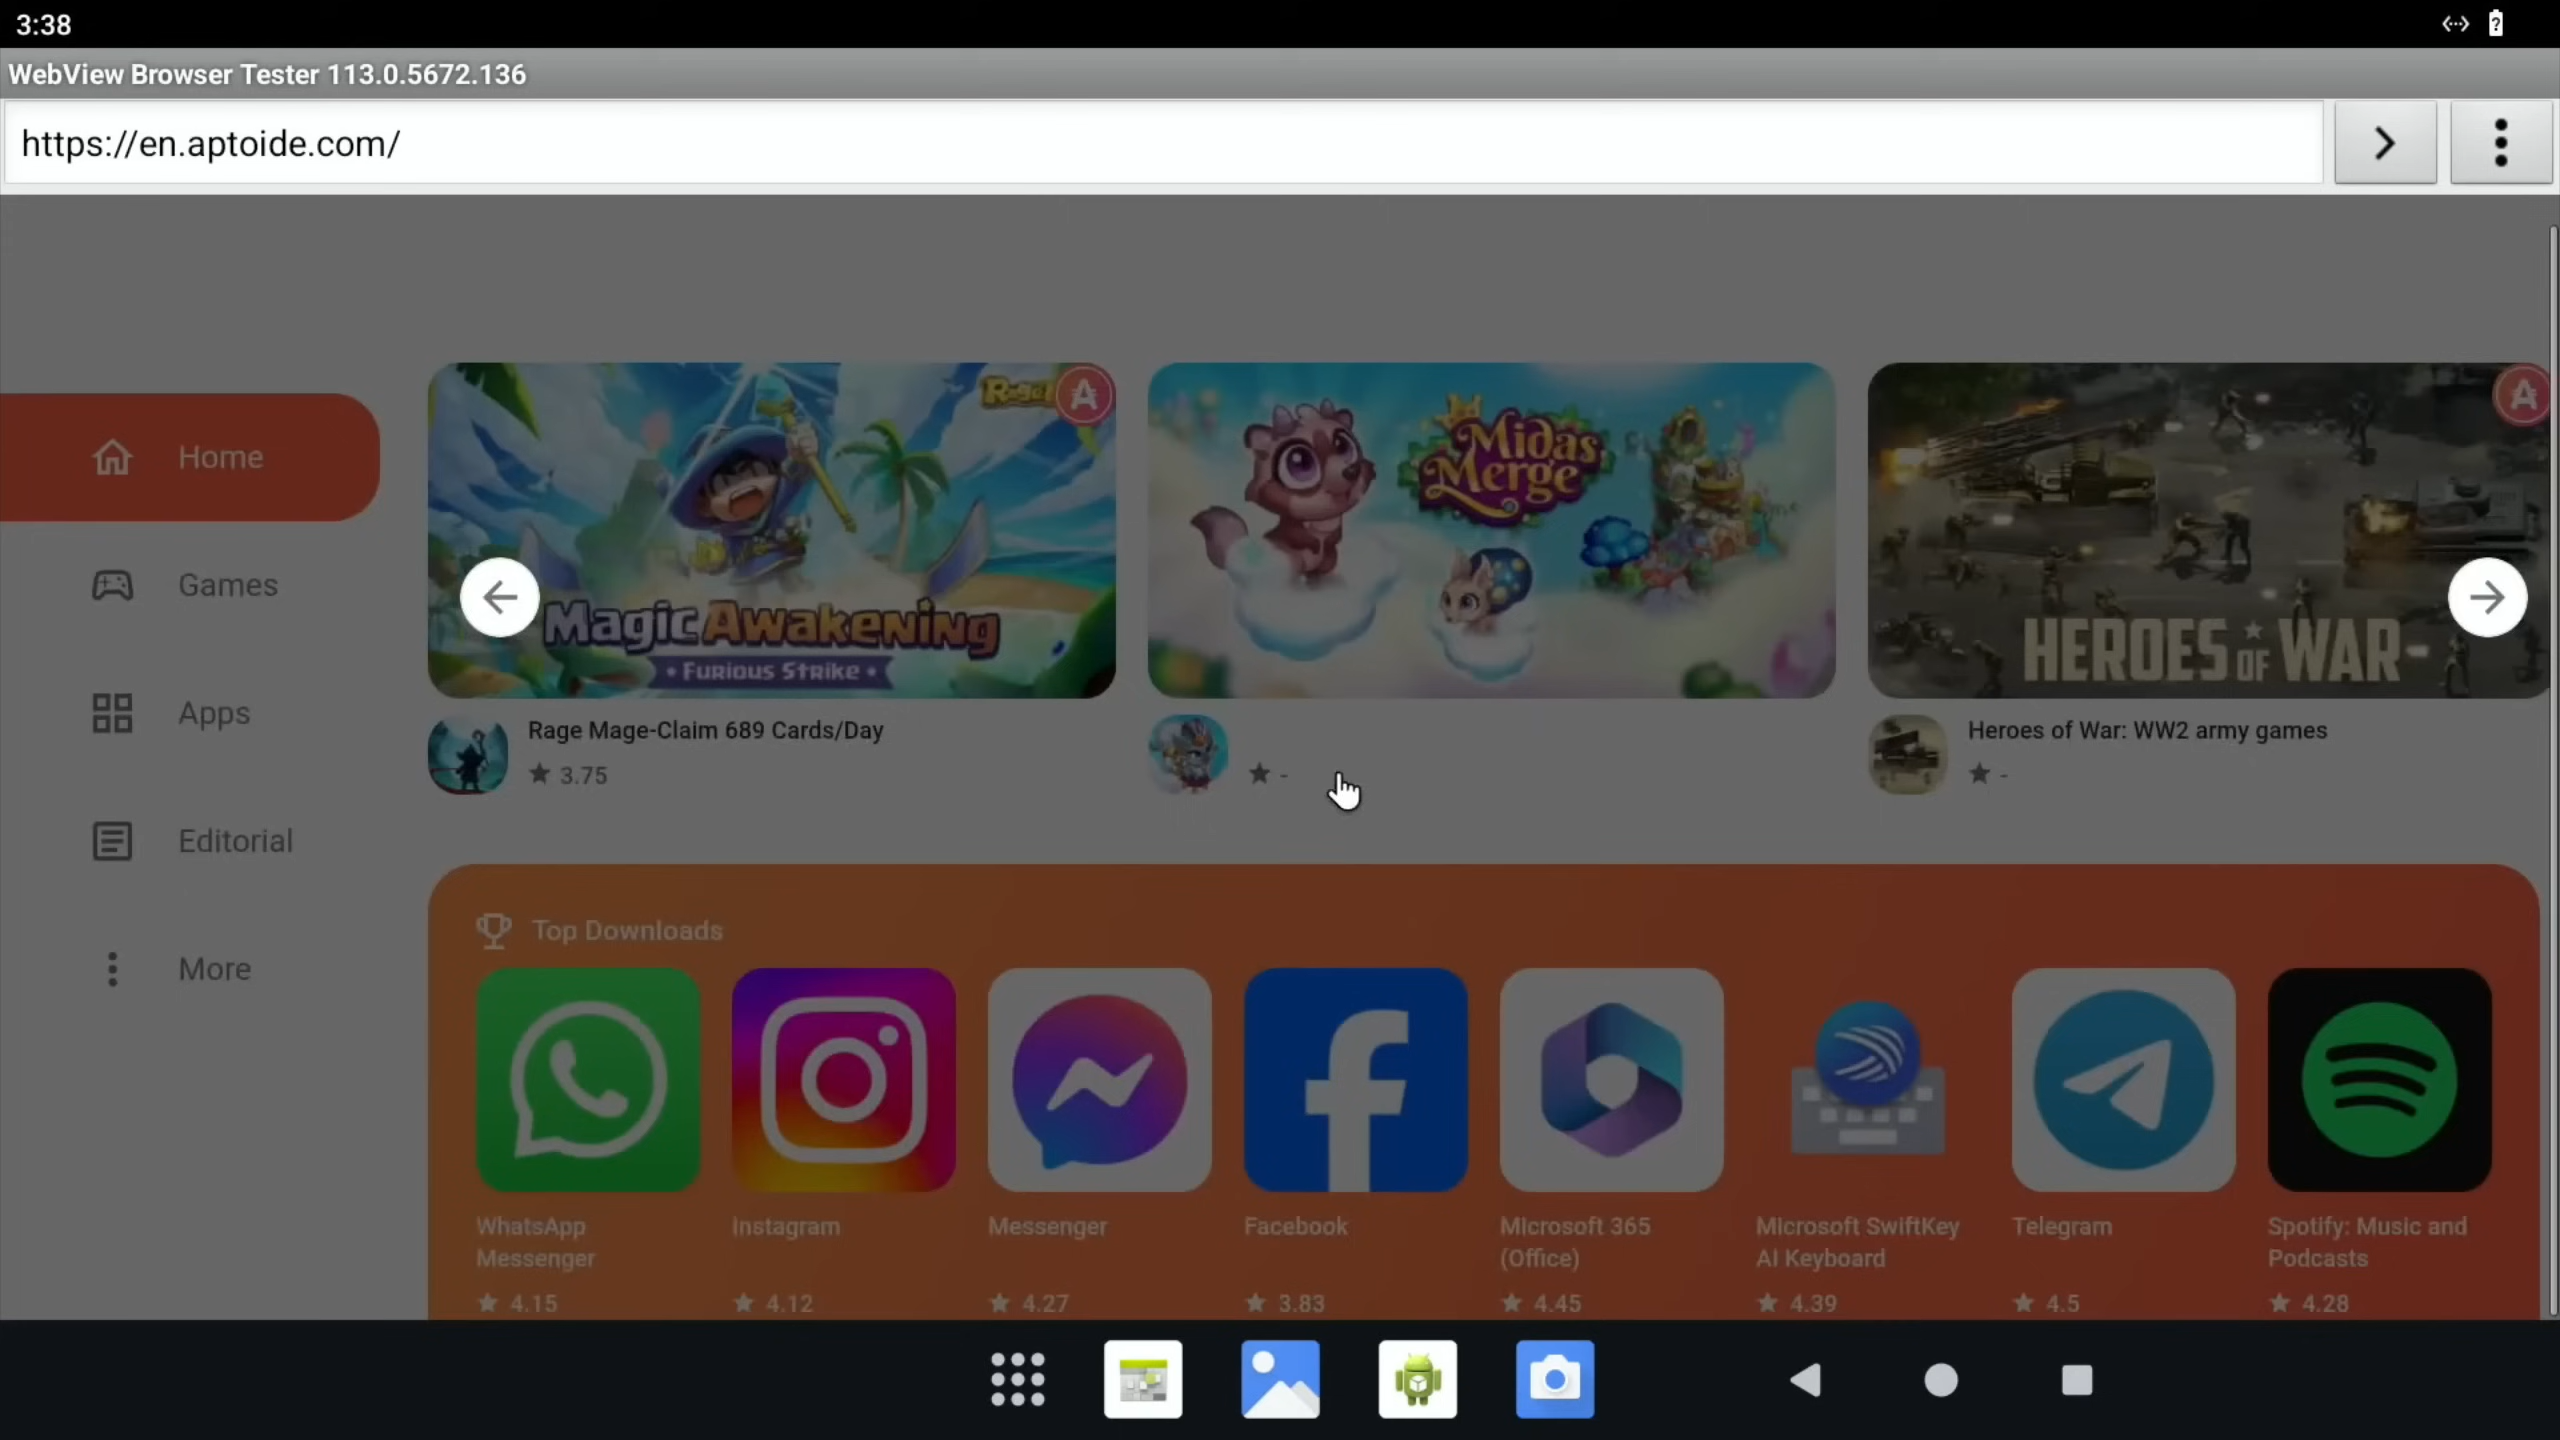 3:38
WebView Browser Tester 113.0.5672.136
https://en.aptoide.com/
Home
Games
Apps
Editorial
More
Magic Awakening
• Furious Strike •
Midas
Merge
HEROES OF WAR
Rage Mage-Claim 689 Cards/Day
★ 3.75
★ -
Heroes of War: WW2 army games
★ -
Top Downloads
WhatsApp
Messenger
★ 4.15
Instagram
★ 4.12
Messenger
★ 4.27
Facebook
★ 3.83
Microsoft 365
(Office)
★ 4.45
Microsoft SwiftKey
AI Keyboard
★ 4.39
Telegram
★ 4.5
Spotify: Music and
Podcasts
★ 4.28